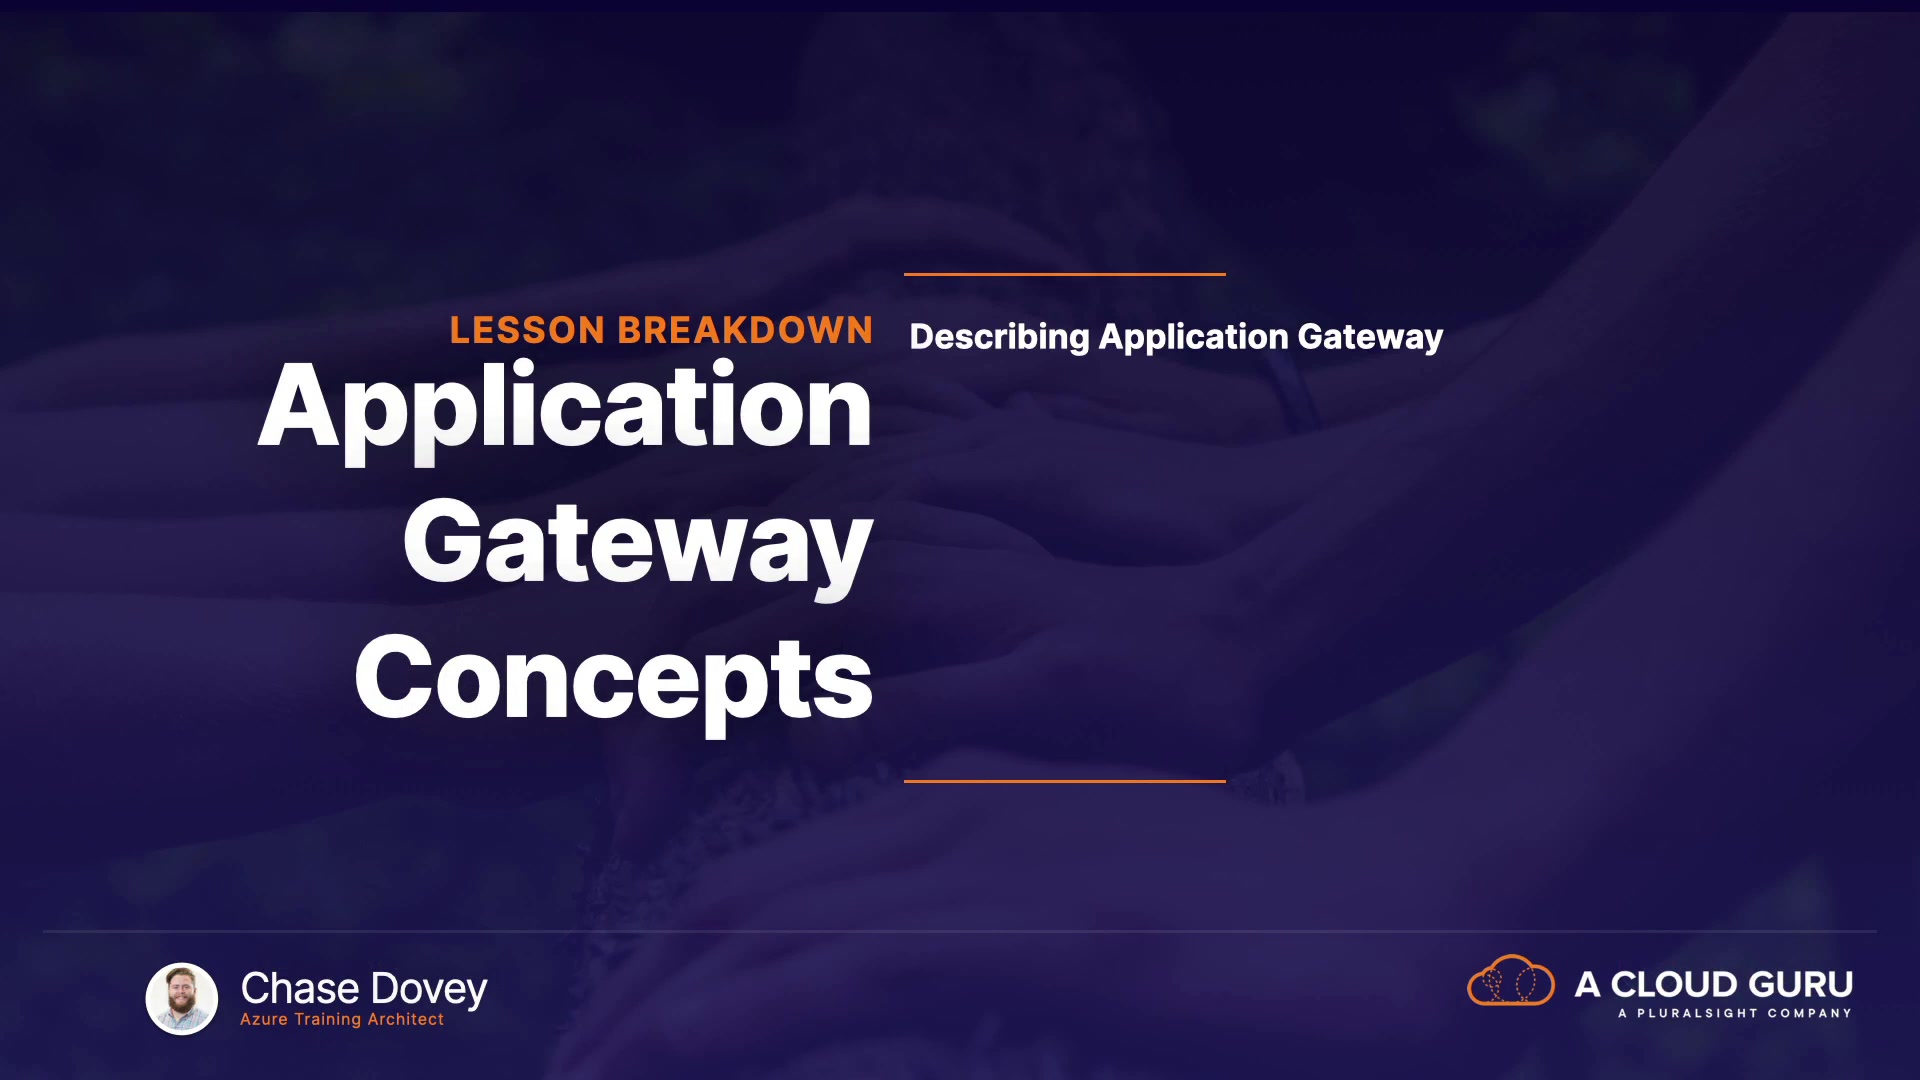 LESSON BREAKDOWN
Application
Gateway
Concepts
Describing Application Gateway
Chase Dovey
Azure Training Architect
A CLOUD GURU
A PLURALSIGHT COMPANY